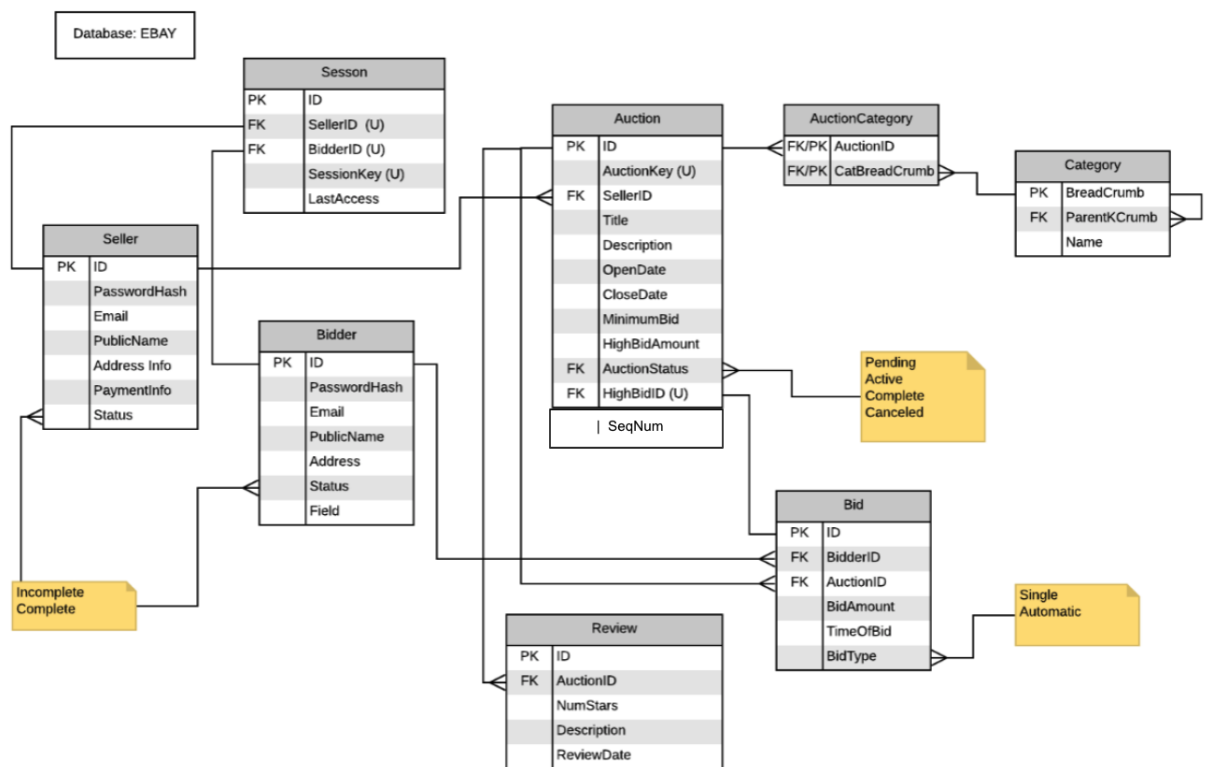 Database: EBAY
Sesson
PK ID
FK SellerID (U)
FK BidderID (U)
SessionKey (U)
LastAccess
Seller
PK ID
PasswordHash
Email
PublicName
Address Info
PaymentInfo
Status
Bidder
PK ID
PasswordHash
Email
PublicName
Address
Status
Field
Incomplete
Complete
Auction
PK ID
AuctionKey (U)
FK SellerID
Title
Description
OpenDate
CloseDate
MinimumBid
HighBidAmount
FK AuctionStatus
FK HighBidID (U)
| SeqNum
AuctionCategory
FK/PK AuctionID
FK/PK CatBreadCrumb
Category
PK BreadCrumb
FK ParentKCrumb
Name
Pending
Active
Complete
Canceled
Bid
PK ID
FK BidderID
FK AuctionID
BidAmount
TimeOfBid
BidType
Single
Automatic
Review
PK ID
FK AuctionID
NumStars
Description
ReviewDate